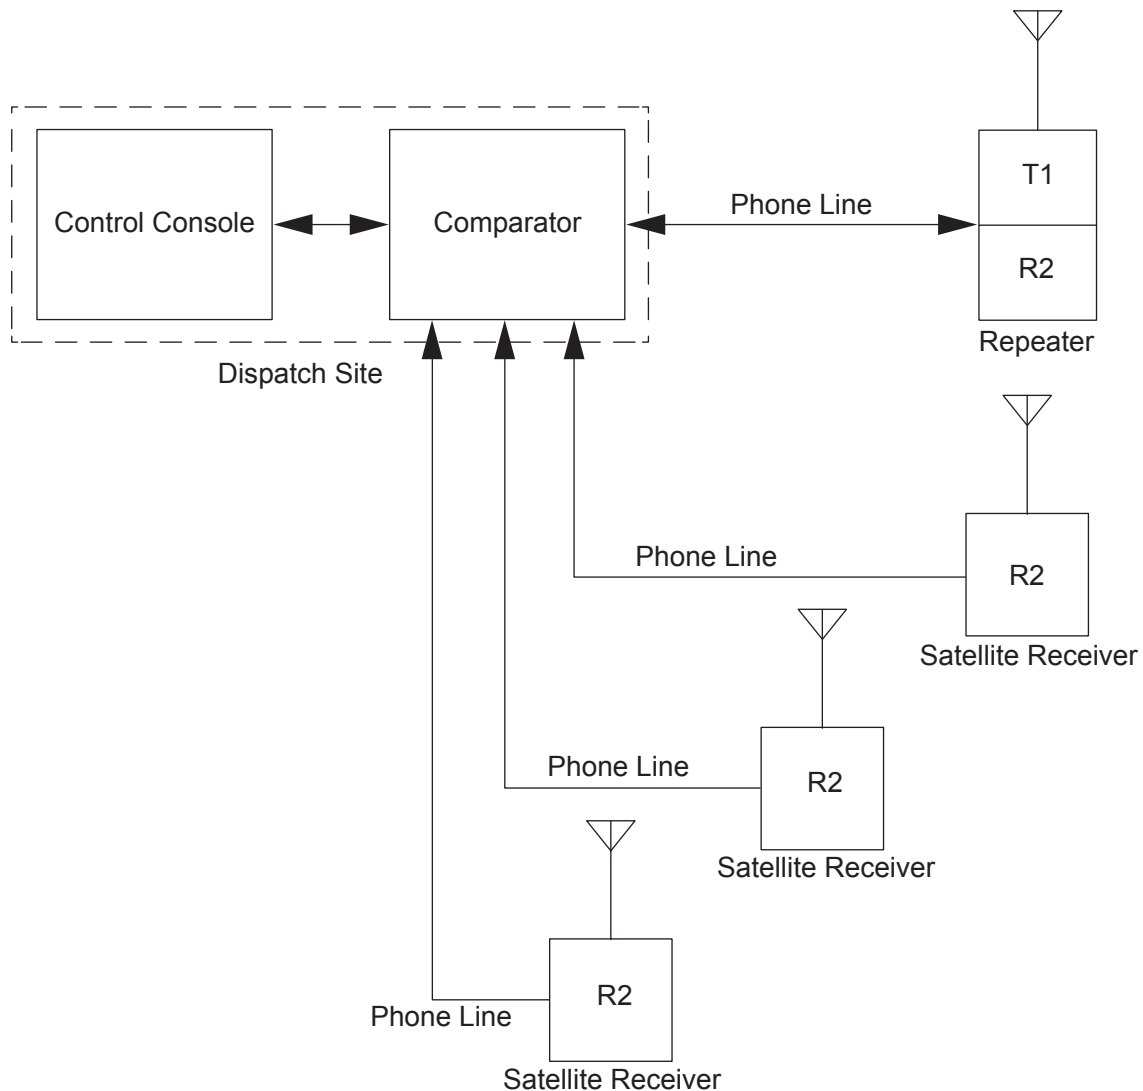 Phone Line
T1
Control Console
Comparator
R2
Repeater
Dispatch Site
Phone Line
R2
Satellite Receiver
Phone Line
R2
Satellite Receiver
R2
Phone Line
Satellite Receiver